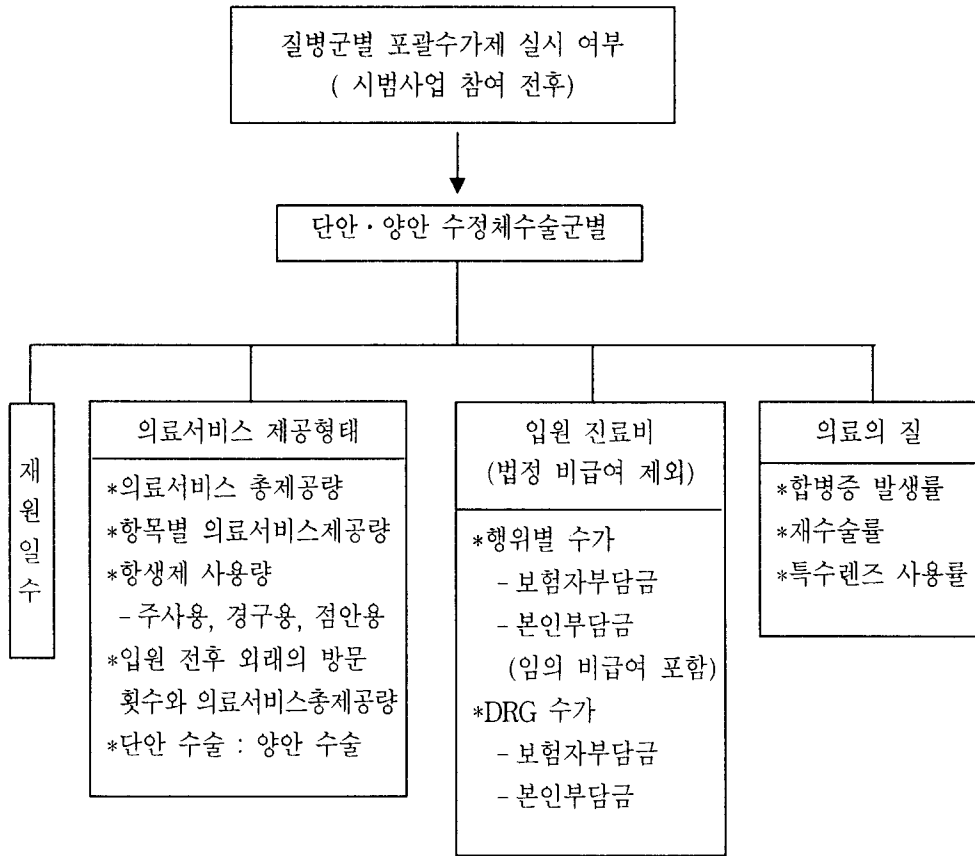 질병군별 포괄수가제 실시 여부
( 시범사업 참여 전후)
단안 · 양안 수정체수술군별
재
원
일
수
의료서비스 제공형태
*의료서비스 총제공량
*항목별 의료서비스제공량
*항생제 사용량
- 주사용, 경구용, 점안용
*입원 전후 외래의 방문
횟수와 의료서비스총제공량
*단안 수술 : 양안 수술
입원 진료비
(법정 비급여 제외)
*행위별 수가
- 보험자부담금
- 본인부담금
(임의 비급여 포함)
*DRG 수가
- 보험자부담금
- 본인부담금
의료의 질
*합병증 발생률
*재수술률
*특수렌즈 사용률